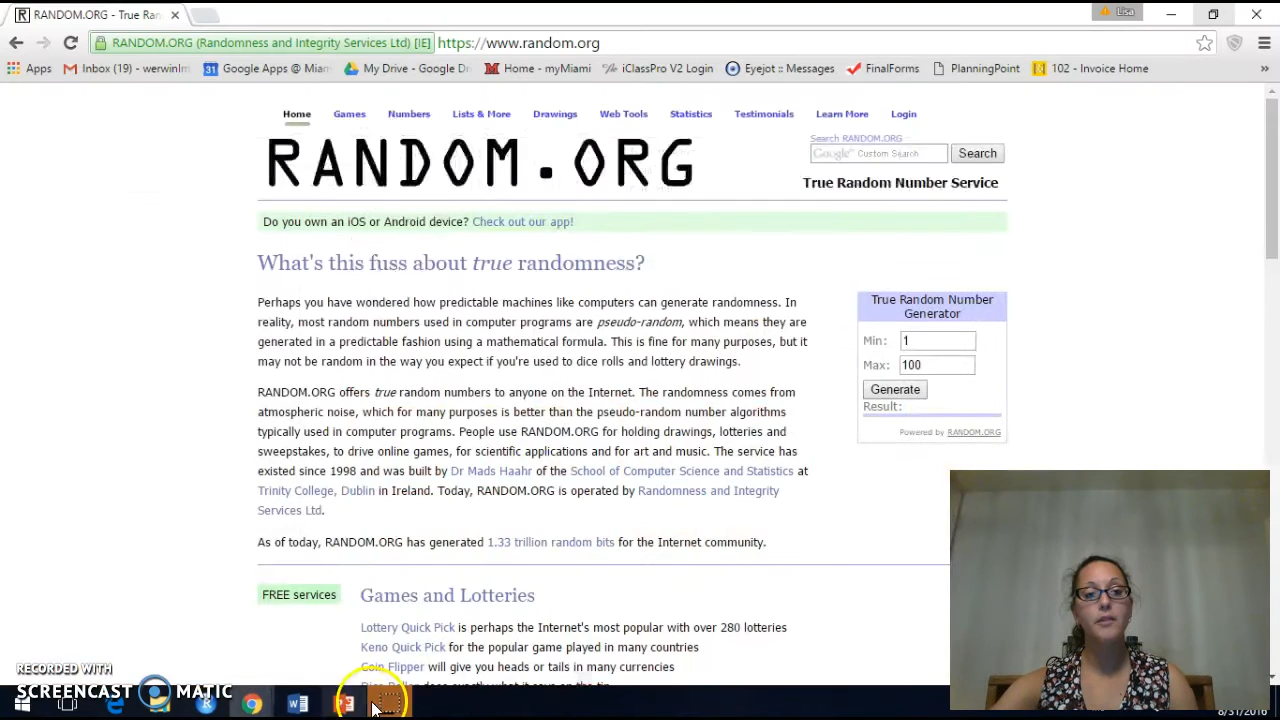 RANDOM.ORG - True Ran
Lisa
RANDOM.ORG (Randomness and Integrity Services Ltd) [IE] https://www.random.org
Apps Inbox (19) - werwinlm Google Apps @ Miam My Drive - Google Dr Home - myMiami iClassPro V2 Login Eyejot :: Messages FinalForms PlanningPoint 102 - Invoice Home »
Home Games Numbers Lists & More Drawings Web Tools Statistics Testimonials Learn More Login
RANDOM.ORG
Search RANDOM.ORG
Google™ Custom Search Search
True Random Number Service
Do you own an iOS or Android device? Check out our app!
What's this fuss about true randomness?
Perhaps you have wondered how predictable machines like computers can generate randomness. In
reality, most random numbers used in computer programs are pseudo-random, which means they are
generated in a predictable fashion using a mathematical formula. This is fine for many purposes, but it
may not be random in the way you expect if you're used to dice rolls and lottery drawings.
RANDOM.ORG offers true random numbers to anyone on the Internet. The randomness comes from
atmospheric noise, which for many purposes is better than the pseudo-random number algorithms
typically used in computer programs. People use RANDOM.ORG for holding drawings, lotteries and
sweepstakes, to drive online games, for scientific applications and for art and music. The service has
existed since 1998 and was built by Dr Mads Haahr of the School of Computer Science and Statistics at
Trinity College, Dublin in Ireland. Today, RANDOM.ORG is operated by Randomness and Integrity
Services Ltd.
As of today, RANDOM.ORG has generated 1.33 trillion random bits for the Internet community.
True Random Number
Generator
Min: 1
Max: 100
Generate
Result:
Powered by RANDOM.ORG
FREE services
Games and Lotteries
Lottery Quick Pick is perhaps the Internet's most popular with over 280 lotteries
Keno Quick Pick for the popular game played in many countries
Coin Flipper will give you heads or tails in many currencies
RECORDED WITH
SCREENCAST MATIC
8/31/2016